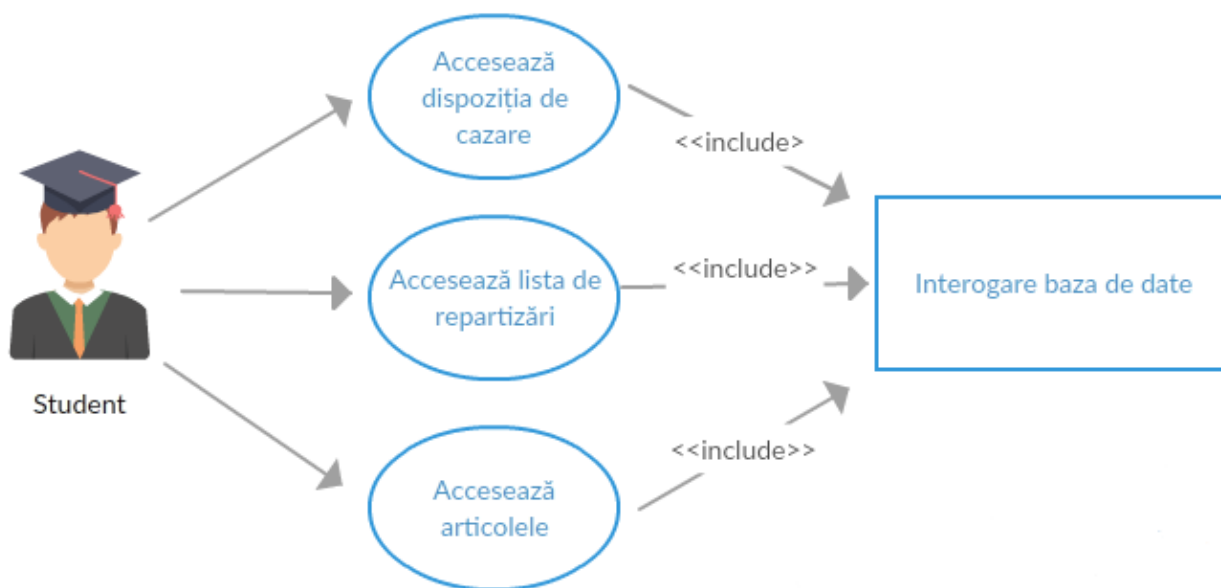 Accesează
dispoziția de
cazare
<<include>
Accesează lista de
repartizări
<<include>>
Interogare baza de date
Student
Accesează
articolele
<<include>>